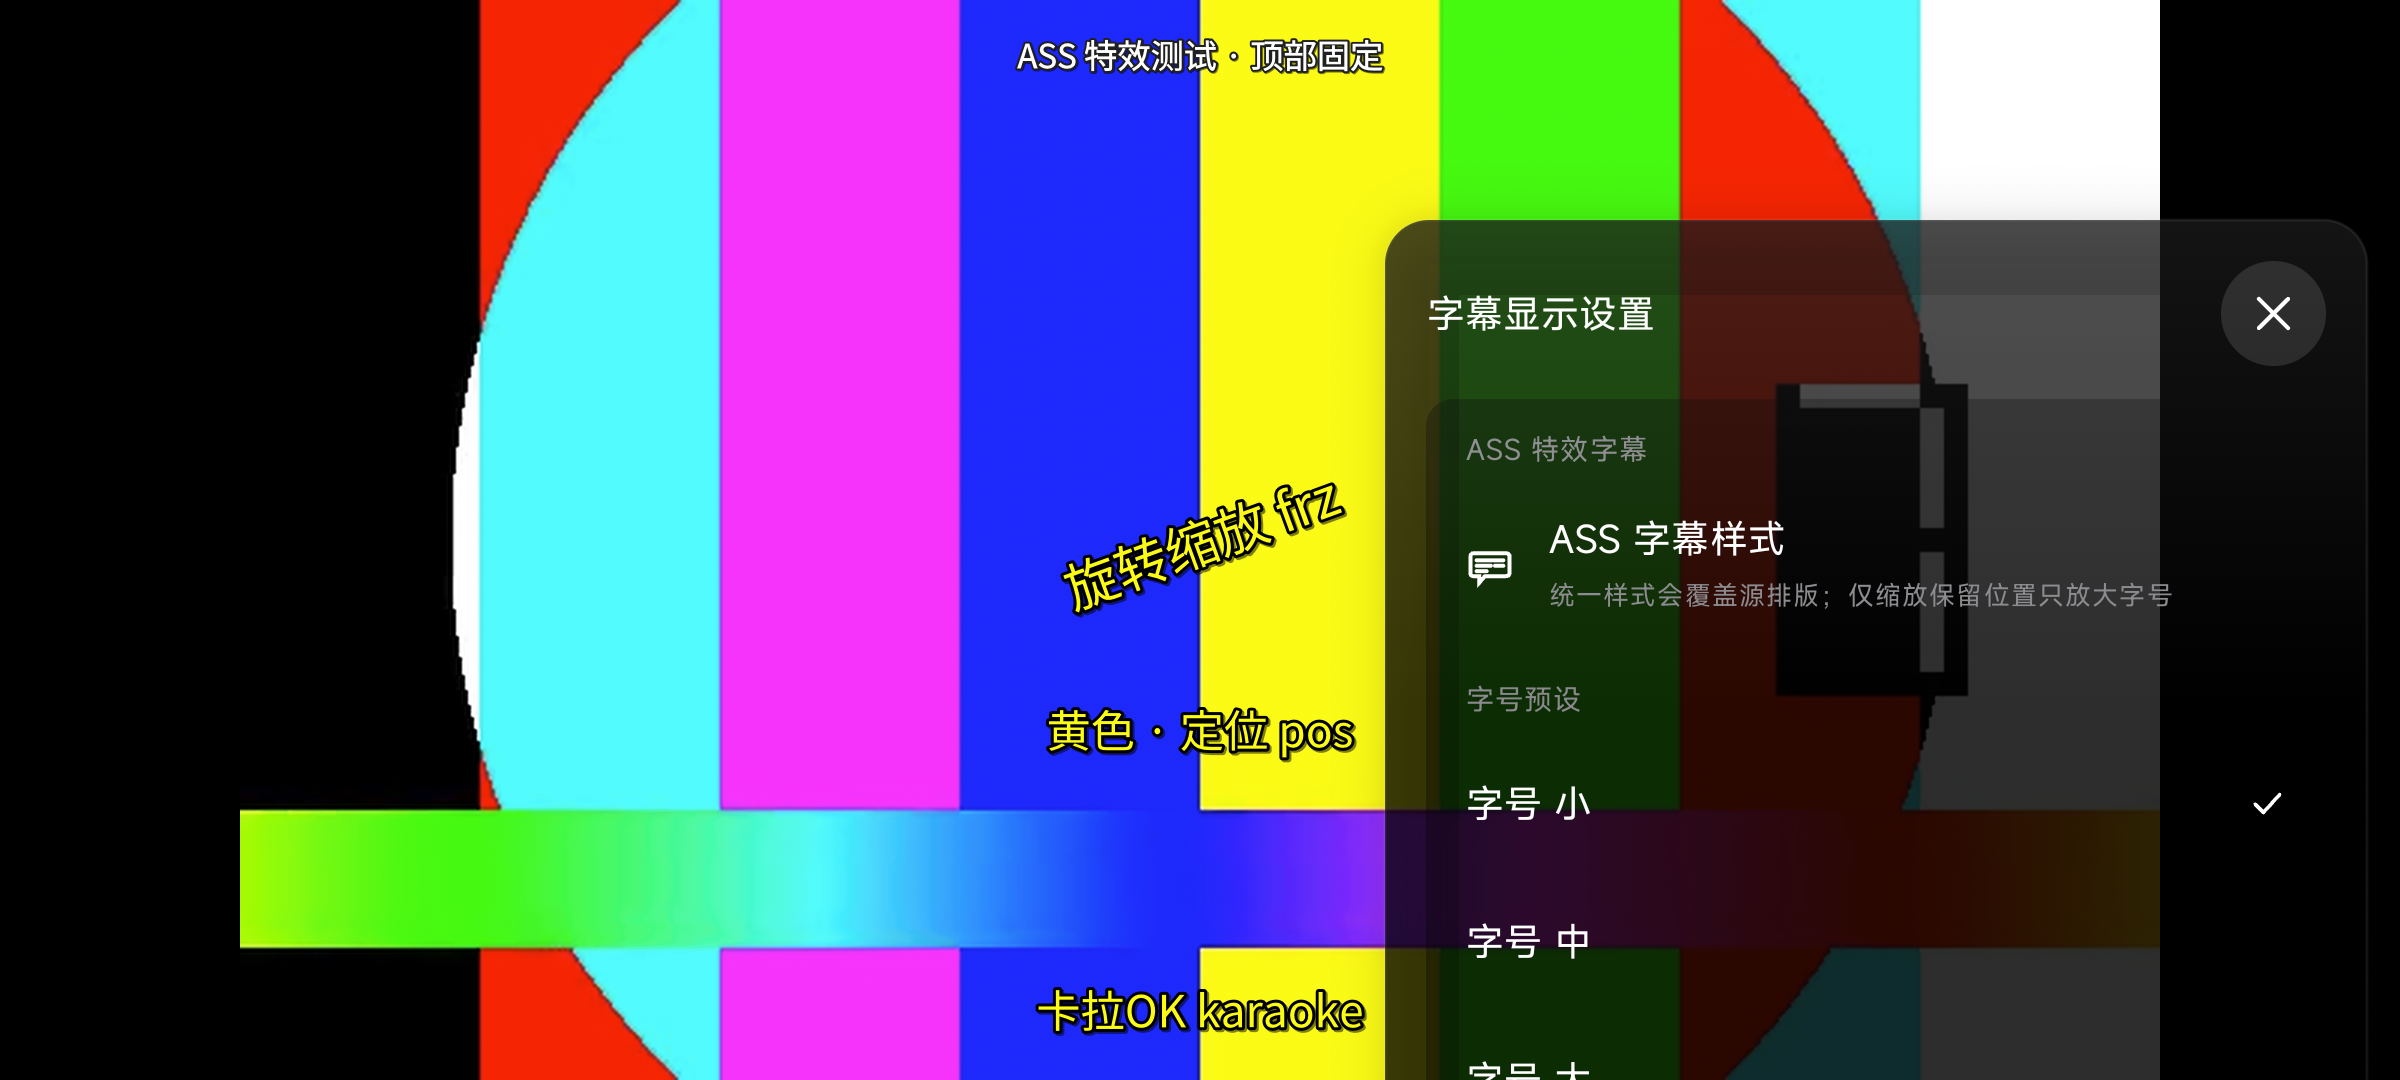 ASS 特效测试 · 顶部固定
字幕显示设置
ASS 特效字幕
ASS 字幕样式
统一样式会覆盖源排版；仅缩放保留位置只放大字号
旋转缩放 frz
字号预设
黄色 · 定位 pos
字号 小
字号 中
卡拉OK karaoke
字号 大